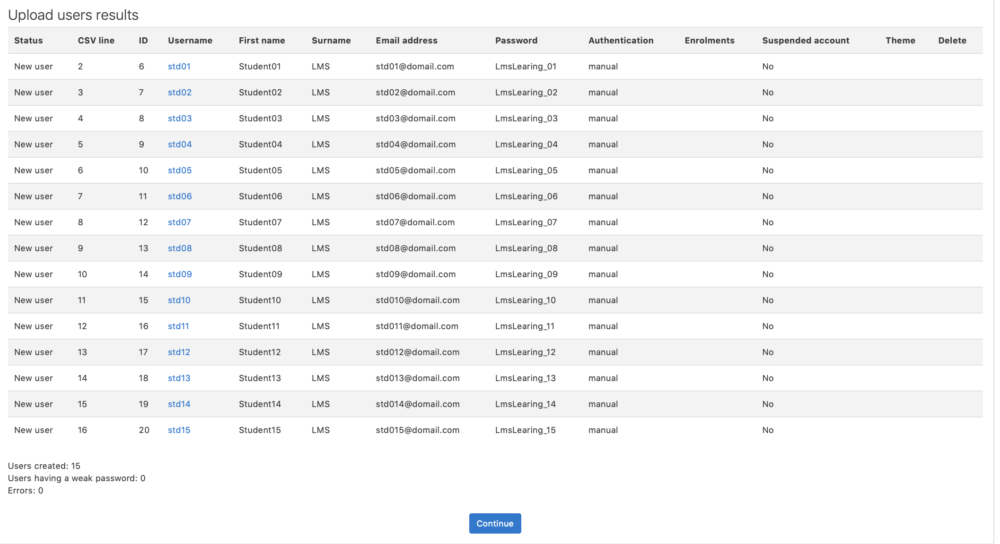 Upload users results
Status CSV line ID Username First name Surname Email address Password Authentication Enrolments Suspended account Theme Delete
New user 2 6 std01 Student01 LMS std01@domail.com LmsLearing_01 manual No
New user 3 7 std02 Student02 LMS std02@domail.com LmsLearing_02 manual No
New user 4 8 std03 Student03 LMS std03@domail.com LmsLearing_03 manual No
New user 5 9 std04 Student04 LMS std04@domail.com LmsLearing_04 manual No
New user 6 10 std05 Student05 LMS std05@domail.com LmsLearing_05 manual No
New user 7 11 std06 Student06 LMS std06@domail.com LmsLearing_06 manual No
New user 8 12 std07 Student07 LMS std07@domail.com LmsLearing_07 manual No
New user 9 13 std08 Student08 LMS std08@domail.com LmsLearing_08 manual No
New user 10 14 std09 Student09 LMS std09@domail.com LmsLearing_09 manual No
New user 11 15 std10 Student10 LMS std010@domail.com LmsLearing_10 manual No
New user 12 16 std11 Student11 LMS std011@domail.com LmsLearing_11 manual No
New user 13 17 std12 Student12 LMS std012@domail.com LmsLearing_12 manual No
New user 14 18 std13 Student13 LMS std013@domail.com LmsLearing_13 manual No
New user 15 19 std14 Student14 LMS std014@domail.com LmsLearing_14 manual No
New user 16 20 std15 Student15 LMS std015@domail.com LmsLearing_15 manual No
Users created: 15
Users having a weak password: 0
Errors: 0
Continue